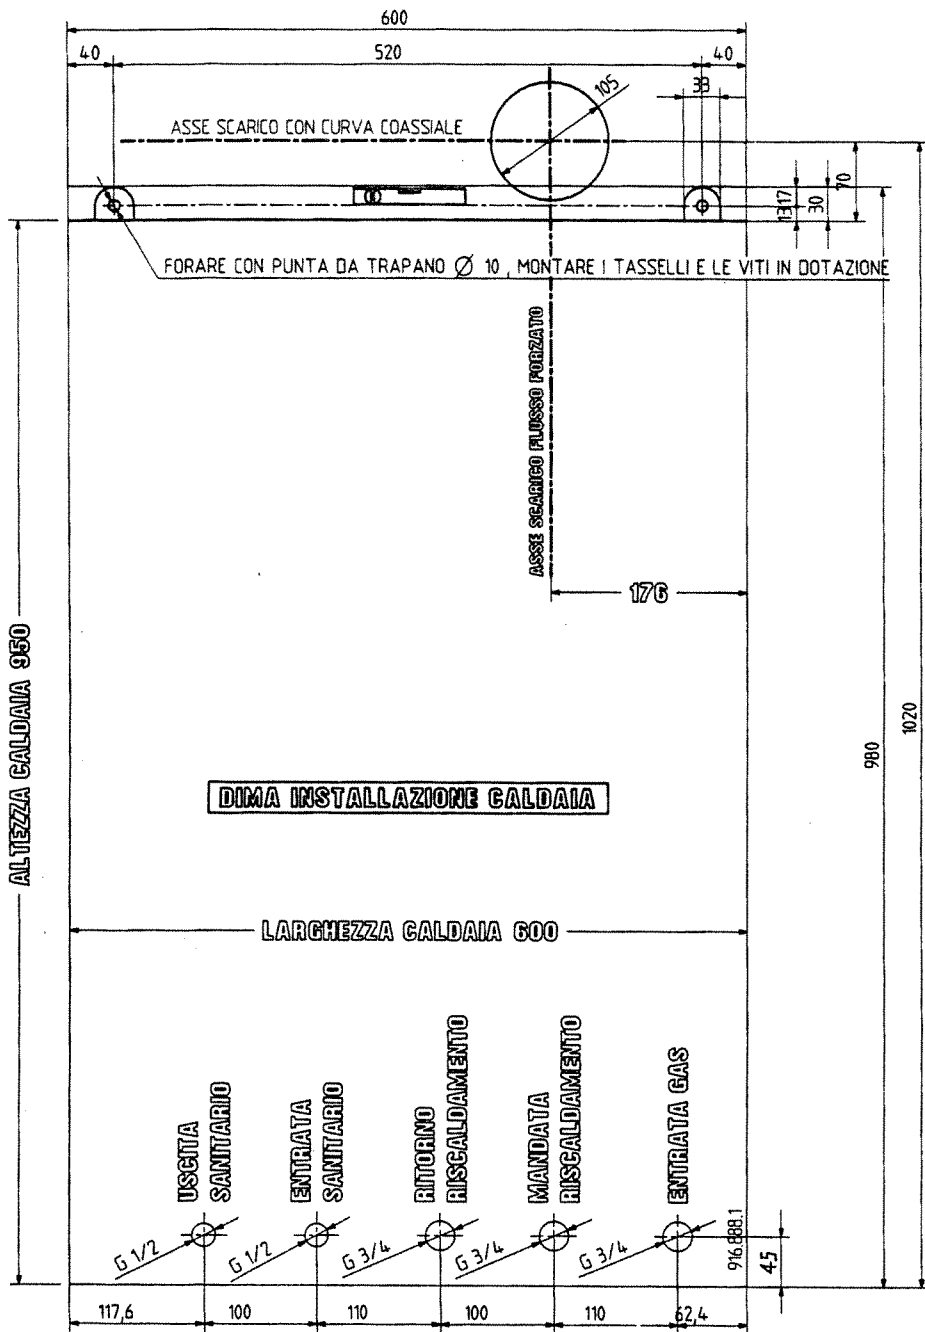 600
40
520
40
105
33
ASSE SCARICO CON CURVA COASSIALE
70
13
17
30
FORARE CON PUNTA DA TRAPANO Ø 10, MONTARE I TASSELLI E LE VITI IN DOTAZIONE
ASSE SCARICO FLUSSO FORZATO
176
ALTEZZA CALDAIA 950
980
1020
DIMA INSTALLAZIONE CALDAIA
LARGHEZZA CALDAIA 600
USCITA
SANITARIO
ENTRATA
SANITARIO
RITORNO
RISCALDAMENTO
MANDATA
RISCALDAMENTO
ENTRATA GAS
G 1/2
G 1/2
G 3/4
G 3/4
G 3/4
916.888.1
45
117,6
100
110
100
110
62,4